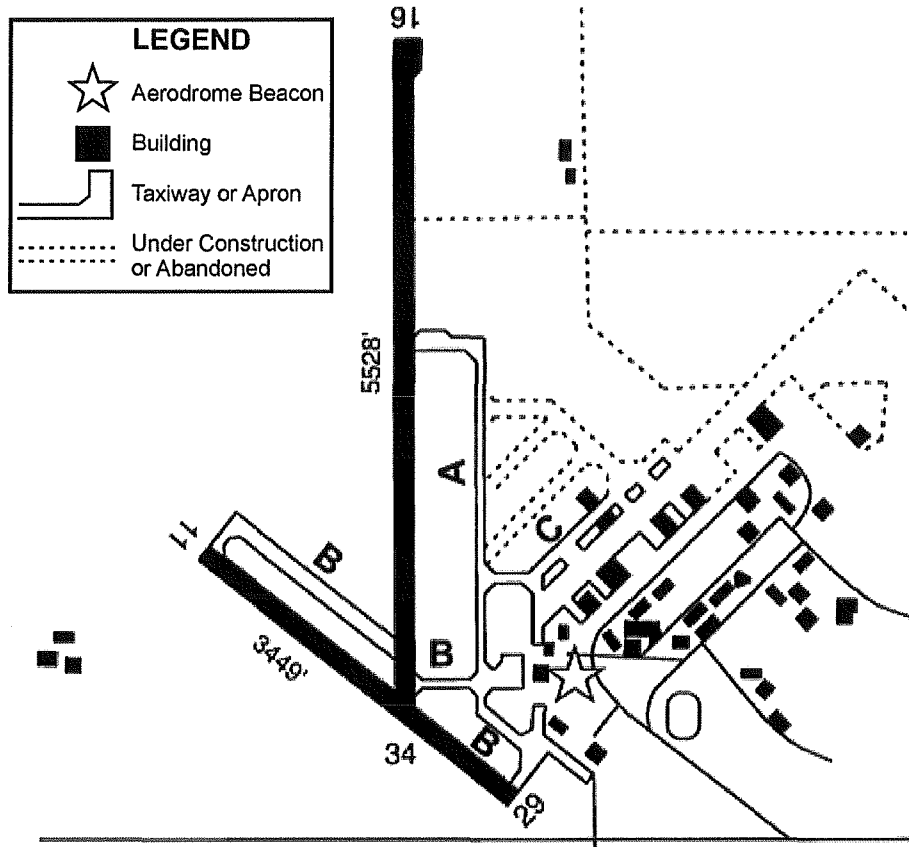 LEGEND
Aerodrome Beacon
Building
Taxiway or Apron
Under Construction
or Abandoned
16
5528'
A
C
11
B
3449'
B
34
B
29